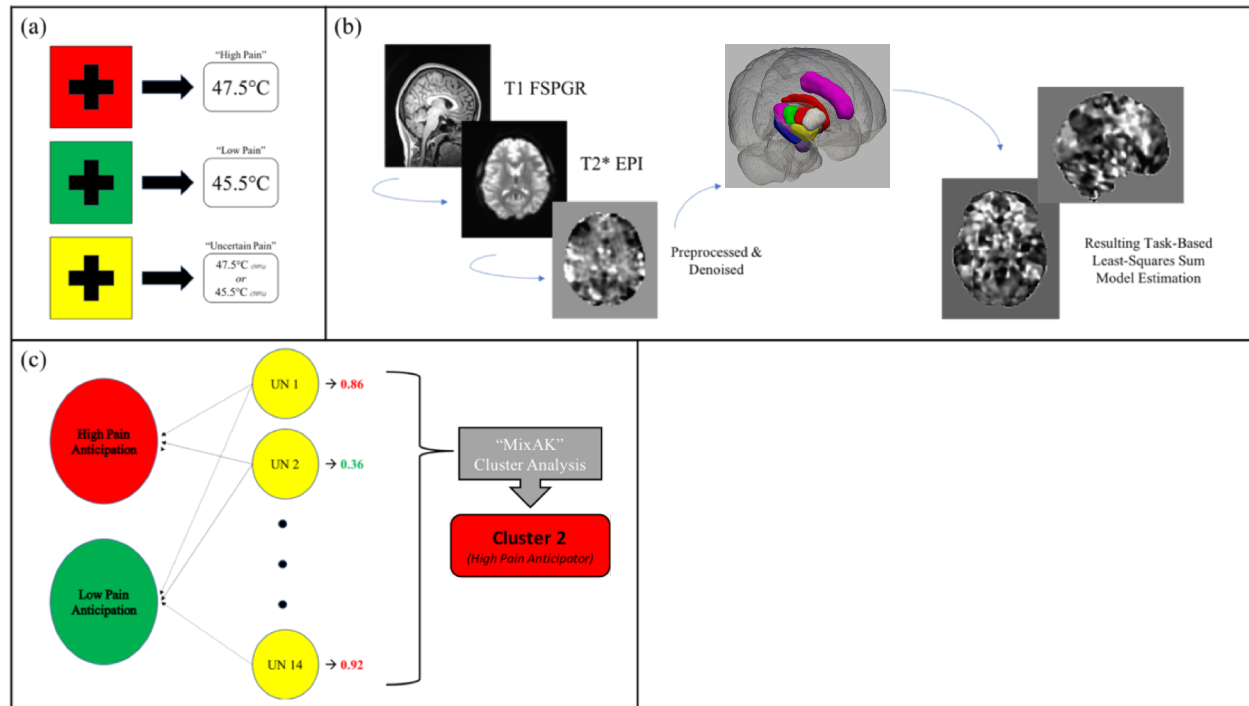 (a)
“High Pain”
47.5°C
“Low Pain”
45.5°C
“Uncertain Pain”
47.5°C (50%)
or
45.5°C (50%)
(b)
T1 FSPGR
T2* EPI
Preprocessed &
Denoised
Resulting Task-Based
Least-Squares Sum
Model Estimation
(c)
High Pain
Anticipation
Low Pain
Anticipation
UN 1
→ 0.86
UN 2
→ 0.36
UN 14
→ 0.92
“MixAK”
Cluster Analysis
Cluster 2
(High Pain Anticipator)